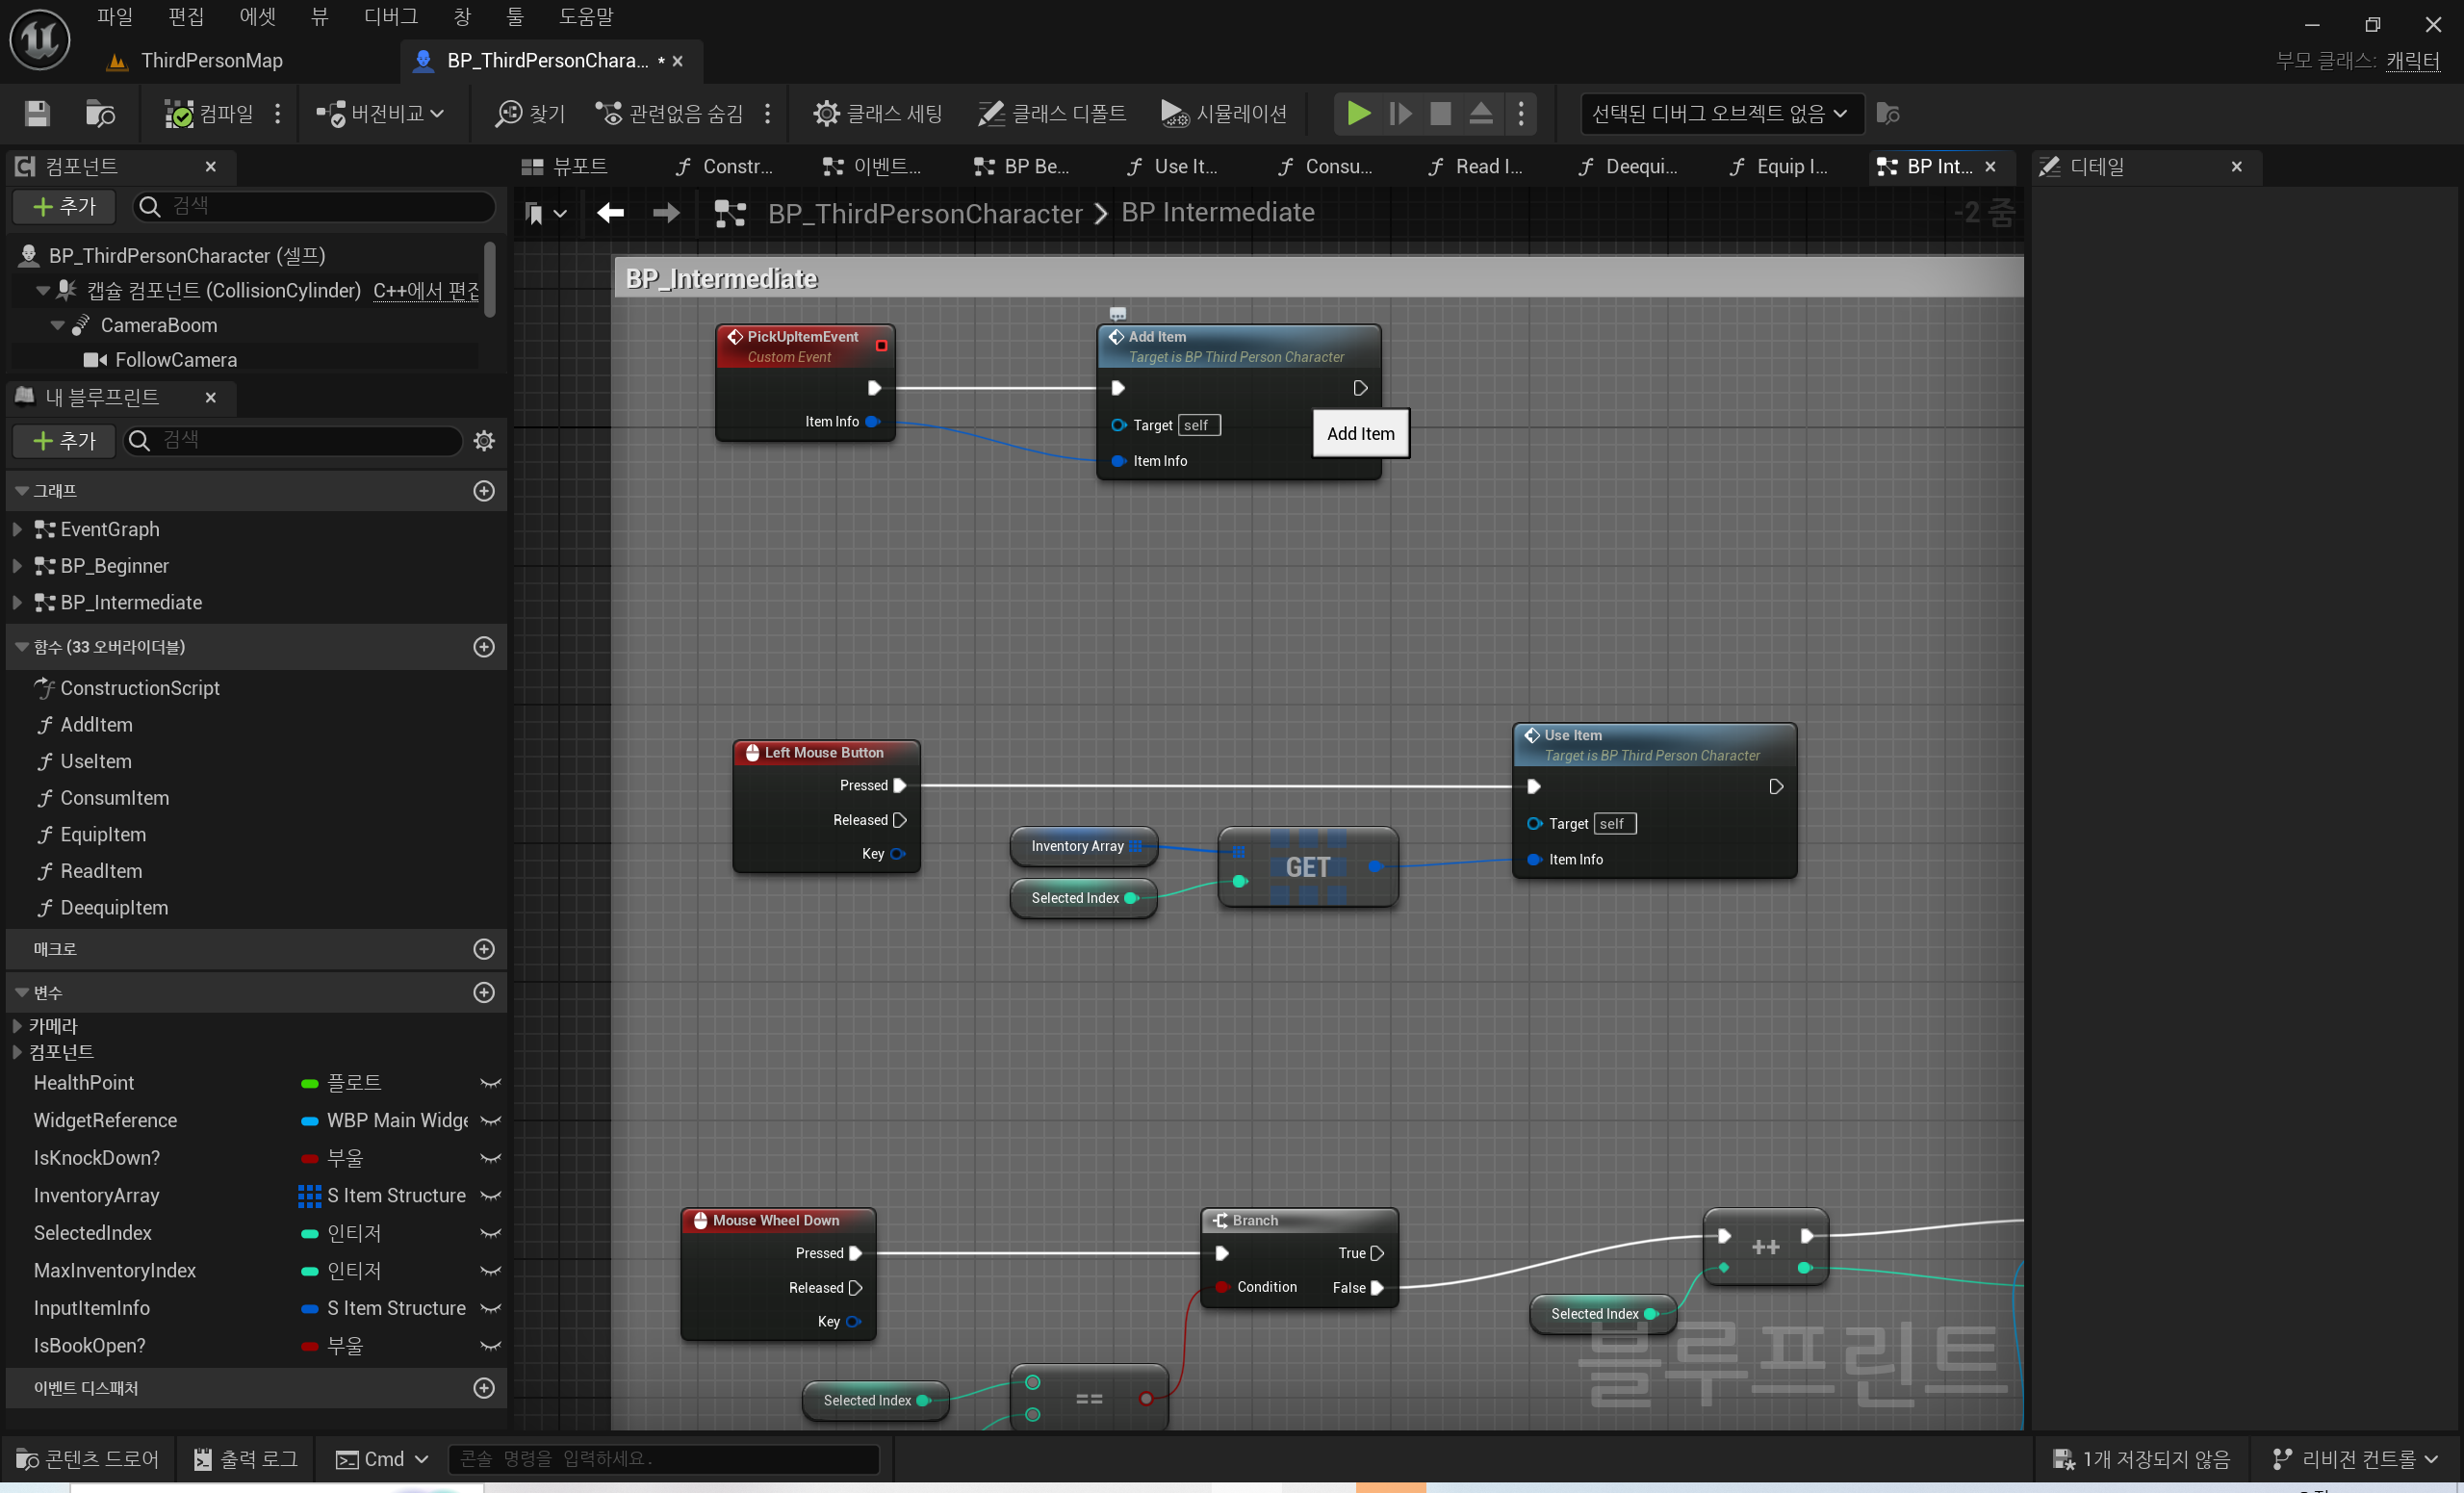 파일 편집 에셋 뷰 디버그 창 툴 도움말
ThirdPersonMap
BP_ThirdPersonChara... *
부모 클래스: 캐릭터
컴파일
버전비교
찾기
관련없음 숨김
클래스 세팅
클래스 디폴트
시뮬레이션
선택된 디버그 오브젝트 없음
컴포넌트
뷰포트
Constr...
이벤트...
BP Be...
Use It...
Consu...
Read I...
Deequi...
Equip I...
BP Int...
디테일
추가
검색
BP_ThirdPersonCharacter
BP Intermediate
-2 줌
BP_ThirdPersonCharacter (셀프)
캡슐 컴포넌트 (CollisionCylinder) C++에서 편집
CameraBoom
FollowCamera
내 블루프린트
추가
검색
그래프
EventGraph
BP_Beginner
BP_Intermediate
함수 (33 오버라이더블)
ConstructionScript
AddItem
UseItem
ConsumItem
EquipItem
ReadItem
DeequipItem
매크로
변수
카메라
컴포넌트
HealthPoint 플로트
WidgetReference WBP Main Widge
IsKnockDown? 부울
InventoryArray S Item Structure
SelectedIndex 인티저
MaxInventoryIndex 인티저
InputItemInfo S Item Structure
IsBookOpen? 부울
이벤트 디스패처
BP_Intermediate
PickUpItemEvent
Custom Event
Item Info
Add Item
Target is BP Third Person Character
Target self
Item Info
Add Item
Left Mouse Button
Pressed
Released
Key
Inventory Array
Selected Index
GET
Use Item
Target is BP Third Person Character
Target self
Item Info
Mouse Wheel Down
Pressed
Released
Key
Branch
True
Condition False
++
Selected Index
Selected Index
==
블루프린트
콘텐츠 드로어
출력 로그
Cmd
콘솔 명령을 입력하세요.
1개 저장되지 않음
리비전 컨트롤